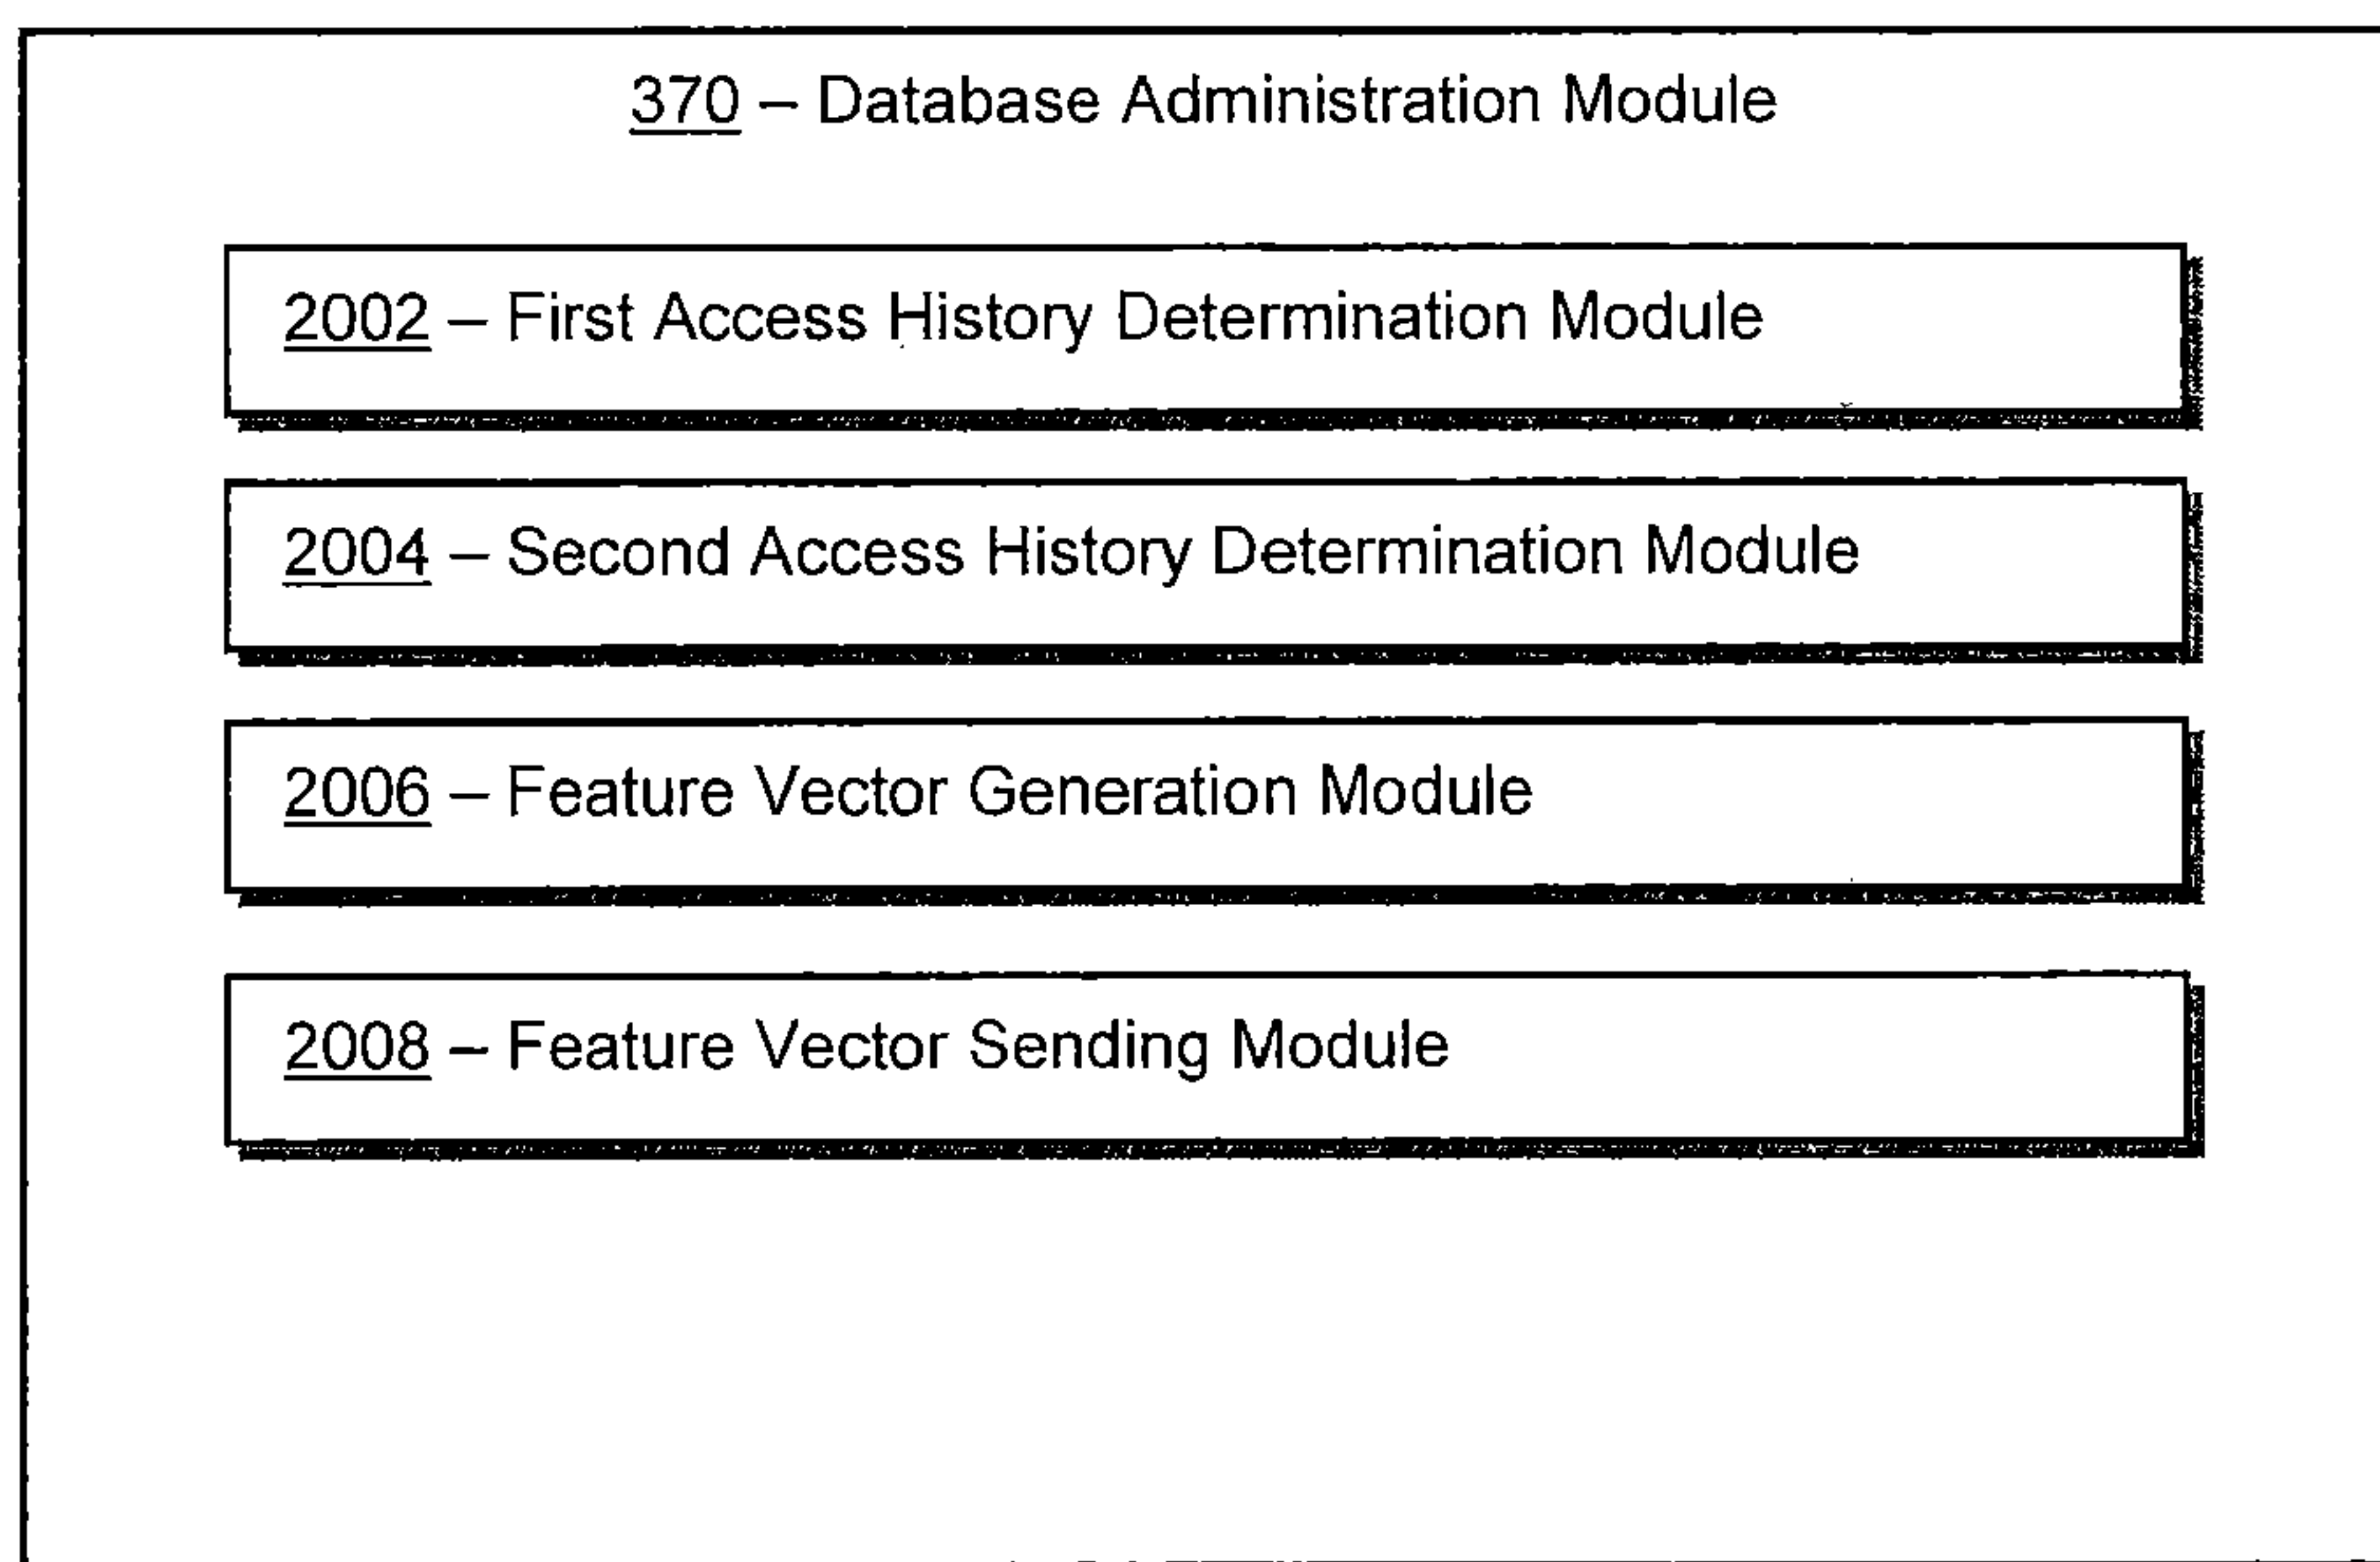 370 – Database Administration Module
2002 – First Access History Determination Module
2004 – Second Access History Determination Module
2006 – Feature Vector Generation Module
2008 – Feature Vector Sending Module